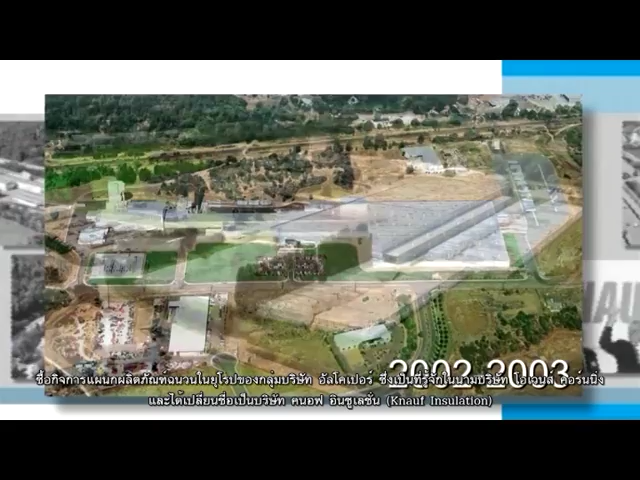 NAU
2002 2003
ซื้อกิจการแผนกผลิตภัณฑ์ฉนวนในยุโรปของกลุ่มบริษัท อัลโคเปอร์ ซึ่งเป็นที่รู้จักในนามบริษัท โอเวนส์ คอร์นนิ่ง
และได้เปลี่ยนชื่อเป็นบริษัท คนอฟ อินซูเลชั่น (Knauf Insulation)